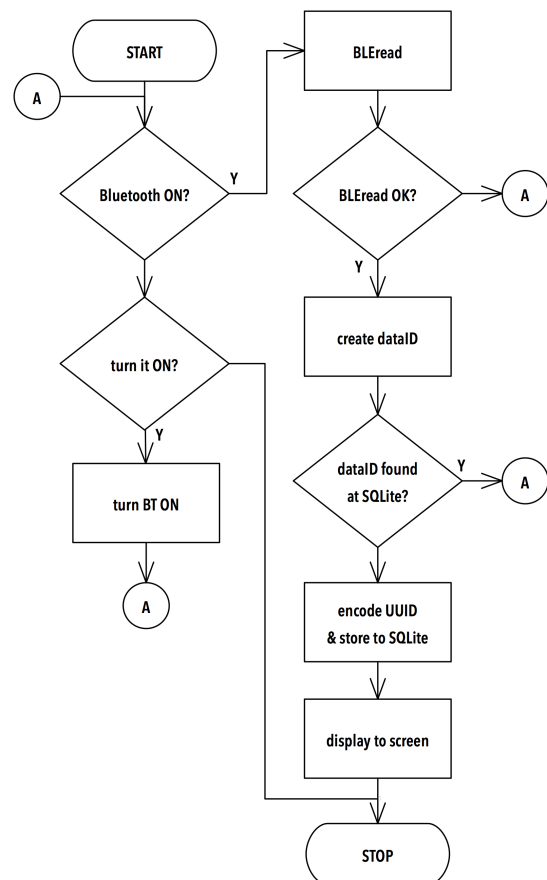 START
A
Bluetooth ON?
Y
turn it ON?
Y
turn BT ON
A
BLEread
BLEread OK?
A
Y
create dataID
dataID found
at SQLite?
Y
A
encode UUID
& store to SQLite
display to screen
STOP